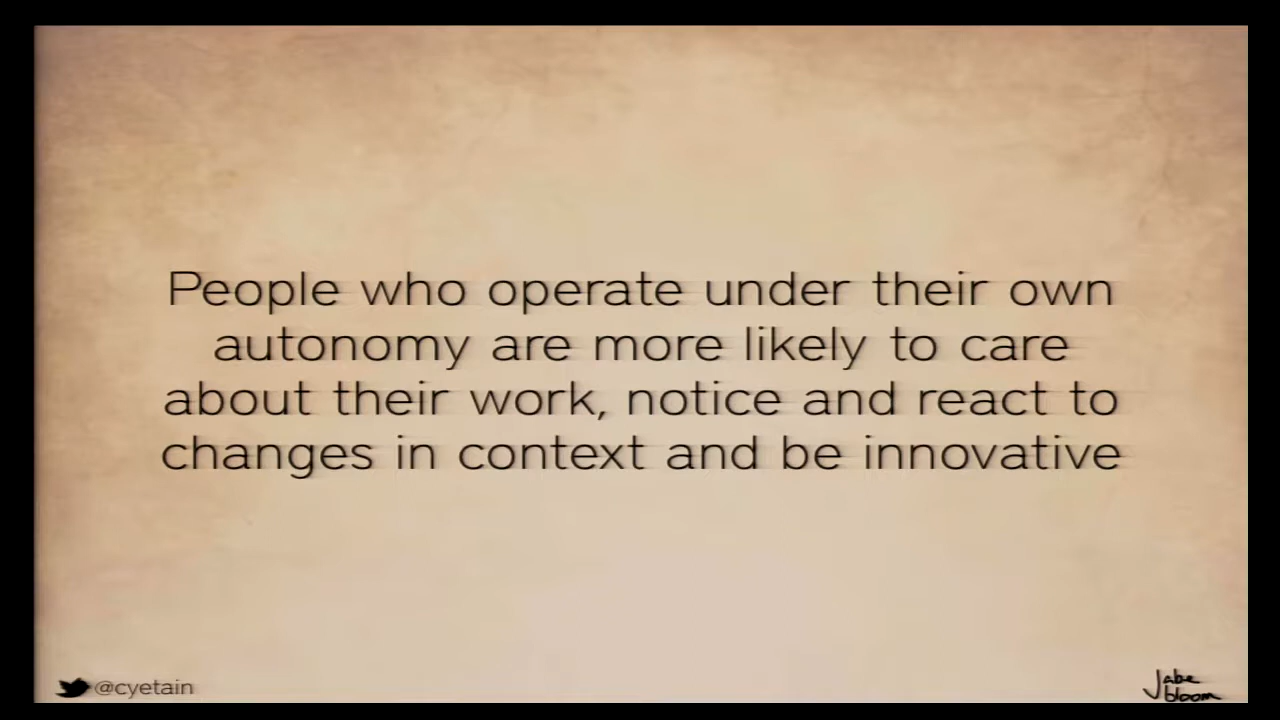 People who operate under their own
autonomy are more likely to care
about their work, notice and react to
changes in context and be innovative
@cyetain
Jabe
bloom